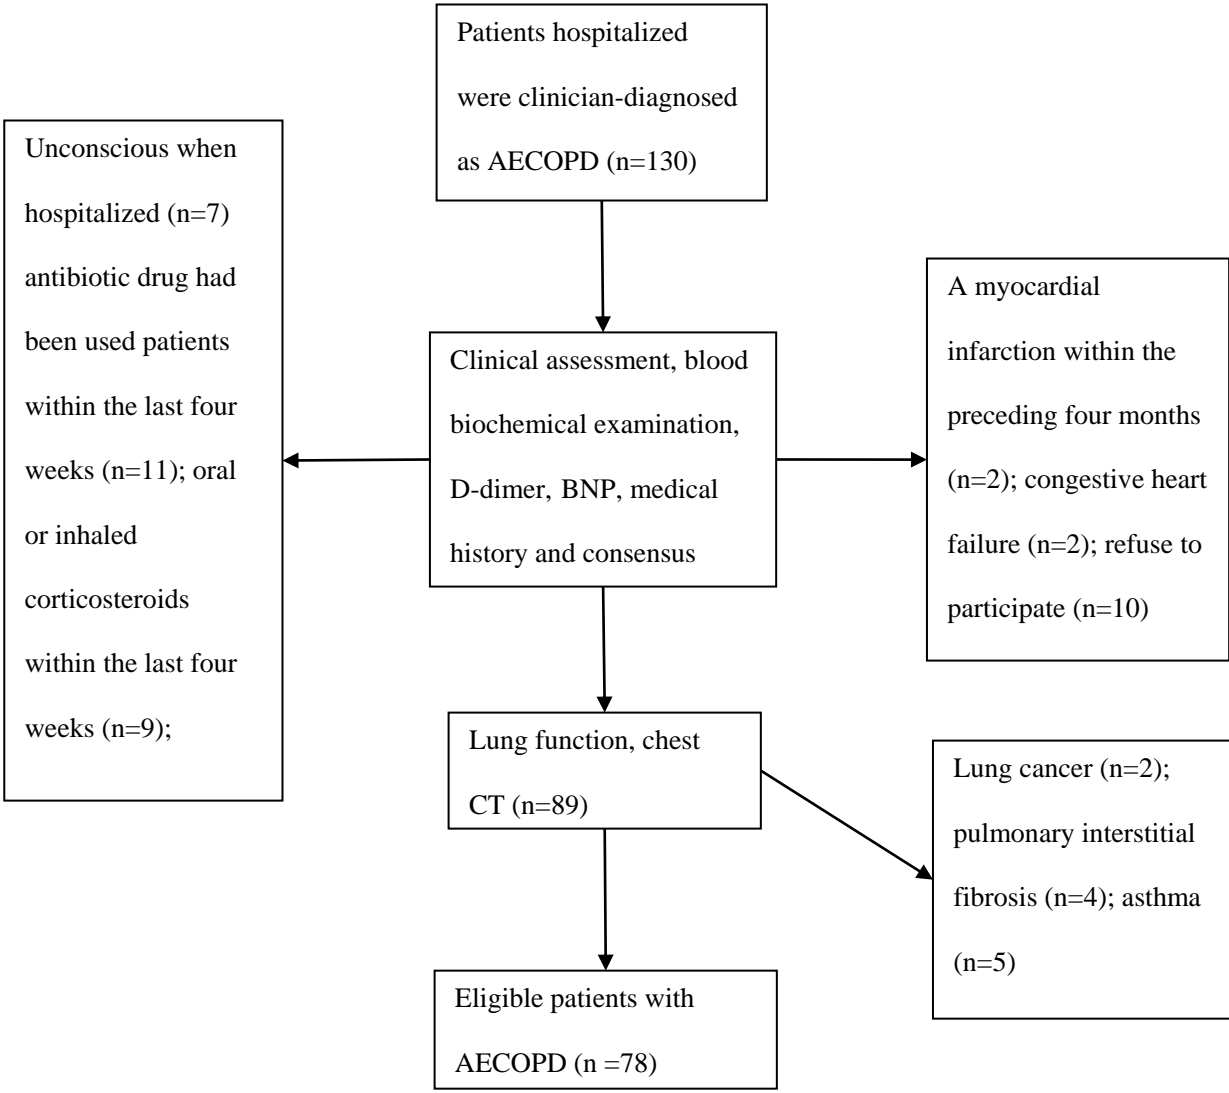 Patients hospitalized
were clinician-diagnosed
as AECOPD (n=130)
Unconscious when
hospitalized (n=7)
antibiotic drug had
been used patients
within the last four
weeks (n=11); oral
or inhaled
corticosteroids
within the last four
weeks (n=9);
Clinical assessment, blood
biochemical examination,
D-dimer, BNP, medical
history and consensus
A myocardial
infarction within the
preceding four months
(n=2); congestive heart
failure (n=2); refuse to
participate (n=10)
Lung function, chest
CT (n=89)
Lung cancer (n=2);
pulmonary interstitial
fibrosis (n=4); asthma
(n=5)
Eligible patients with
AECOPD (n =78)